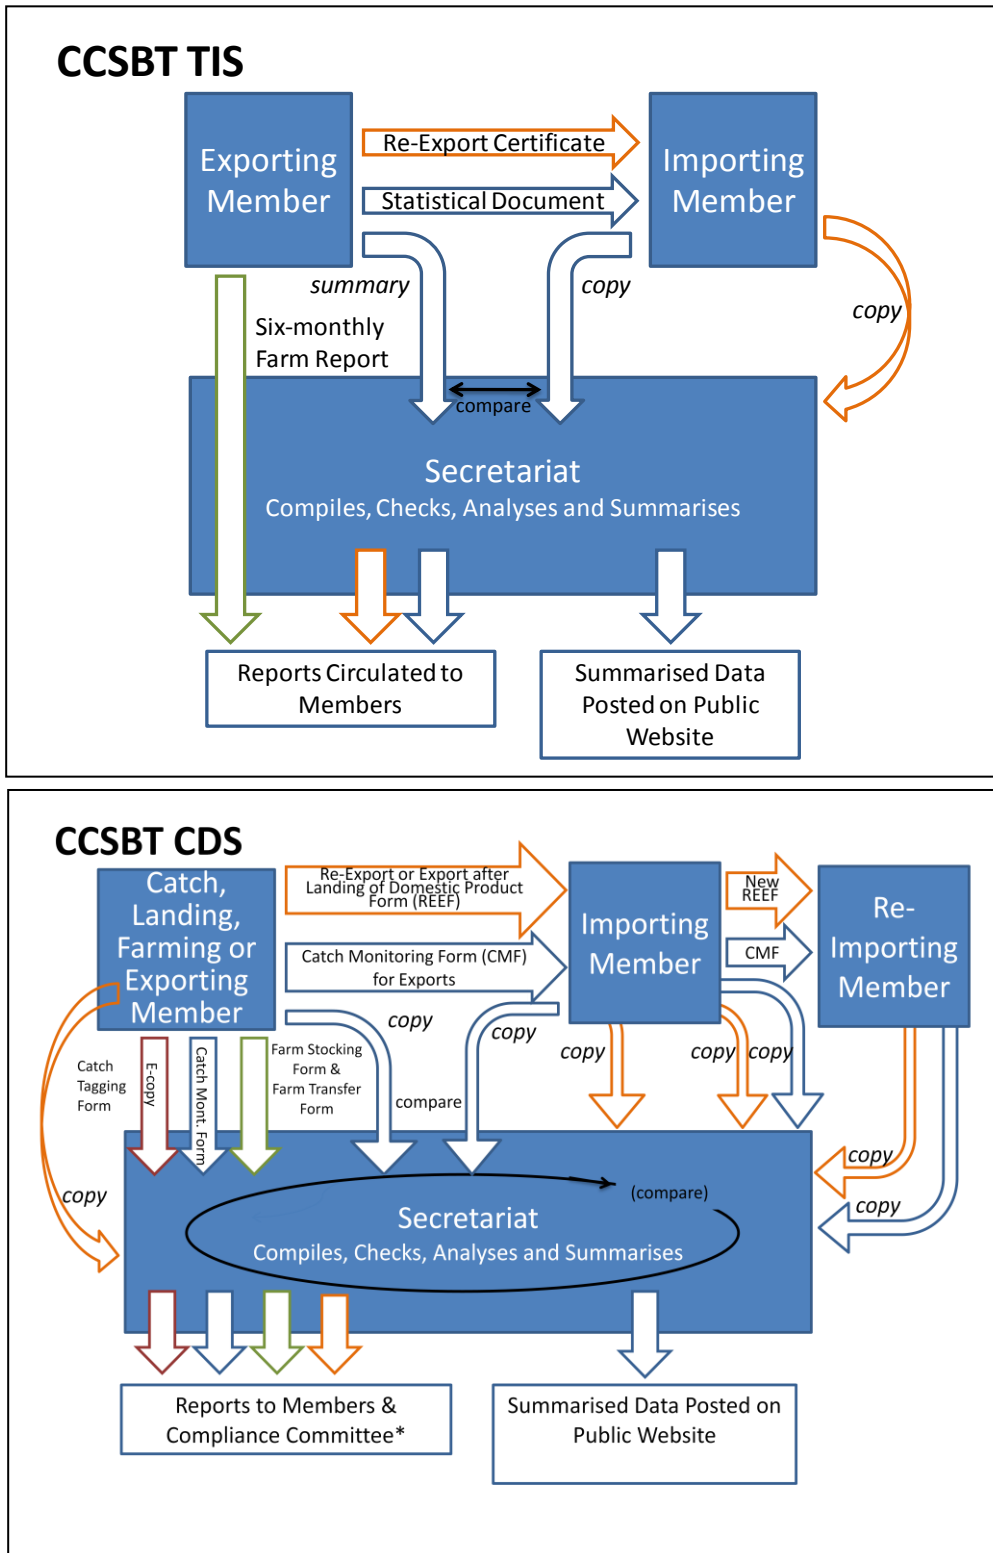 CCSBT TIS
Exporting
Member
Re-Export Certificate
Statistical Document
Importing
Member
summary
copy
copy
Six-monthly
Farm Report
compare
Secretariat
Compiles, Checks, Analyses and Summarises
Reports Circulated to
Members
Summarised Data
Posted on Public
Website
CCSBT CDS
Catch,
Landing,
Farming or
Exporting
Member
Re-Export or Export after
Landing of Domestic Product
Form (REEF)
Catch Monitoring Form (CMF)
for Exports
Importing
Member
New
REEF
CMF
Re-
Importing
Member
copy
copy
copy
copy
copy
Catch
Tagging
Form
E-copy
Catch Mont. Form
Farm Stocking
Form &
Farm Transfer
Form
compare
copy
copy
copy
(compare)
Secretariat
Compiles, Checks, Analyses and Summarises
Reports to Members &
Compliance Committee*
Summarised Data Posted on
Public Website